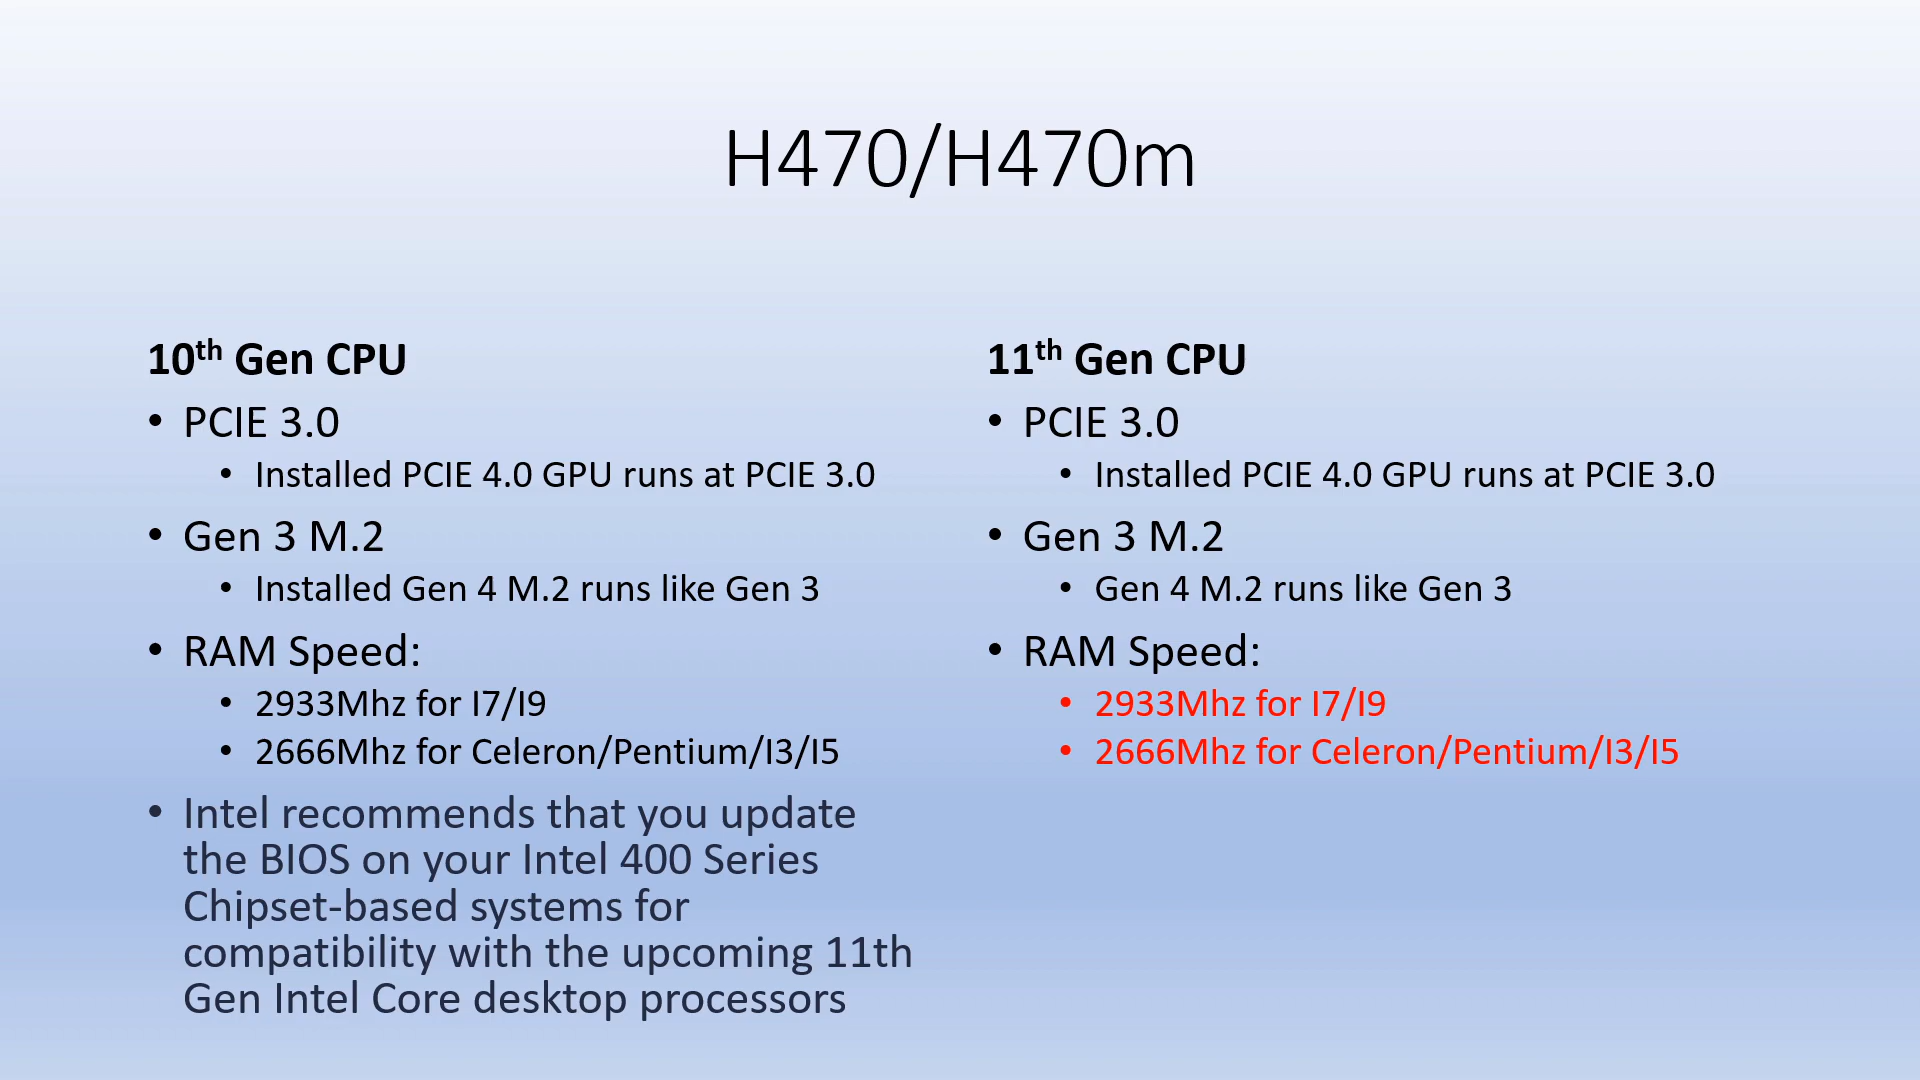 H470/H470m
10th Gen CPU
• PCIE 3.0
• Installed PCIE 4.0 GPU runs at PCIE 3.0
• Gen 3 M.2
• Installed Gen 4 M.2 runs like Gen 3
• RAM Speed:
• 2933Mhz for I7/I9
• 2666Mhz for Celeron/Pentium/I3/I5
• Intel recommends that you update
the BIOS on your Intel 400 Series
Chipset-based systems for
compatibility with the upcoming 11th
Gen Intel Core desktop processors
11th Gen CPU
• PCIE 3.0
• Installed PCIE 4.0 GPU runs at PCIE 3.0
• Gen 3 M.2
• Gen 4 M.2 runs like Gen 3
• RAM Speed:
• 2933Mhz for I7/I9
• 2666Mhz for Celeron/Pentium/I3/I5